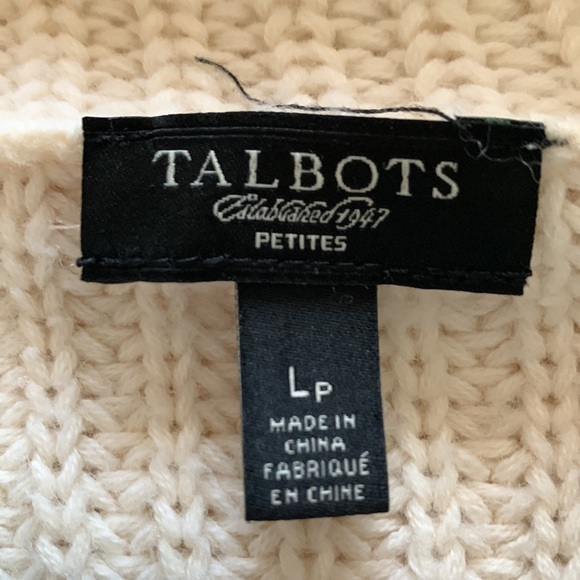 TALBOTS
Established 1947
PETITES
LP
MADE IN
CHINA
FABRIQUÉ
EN CHINE